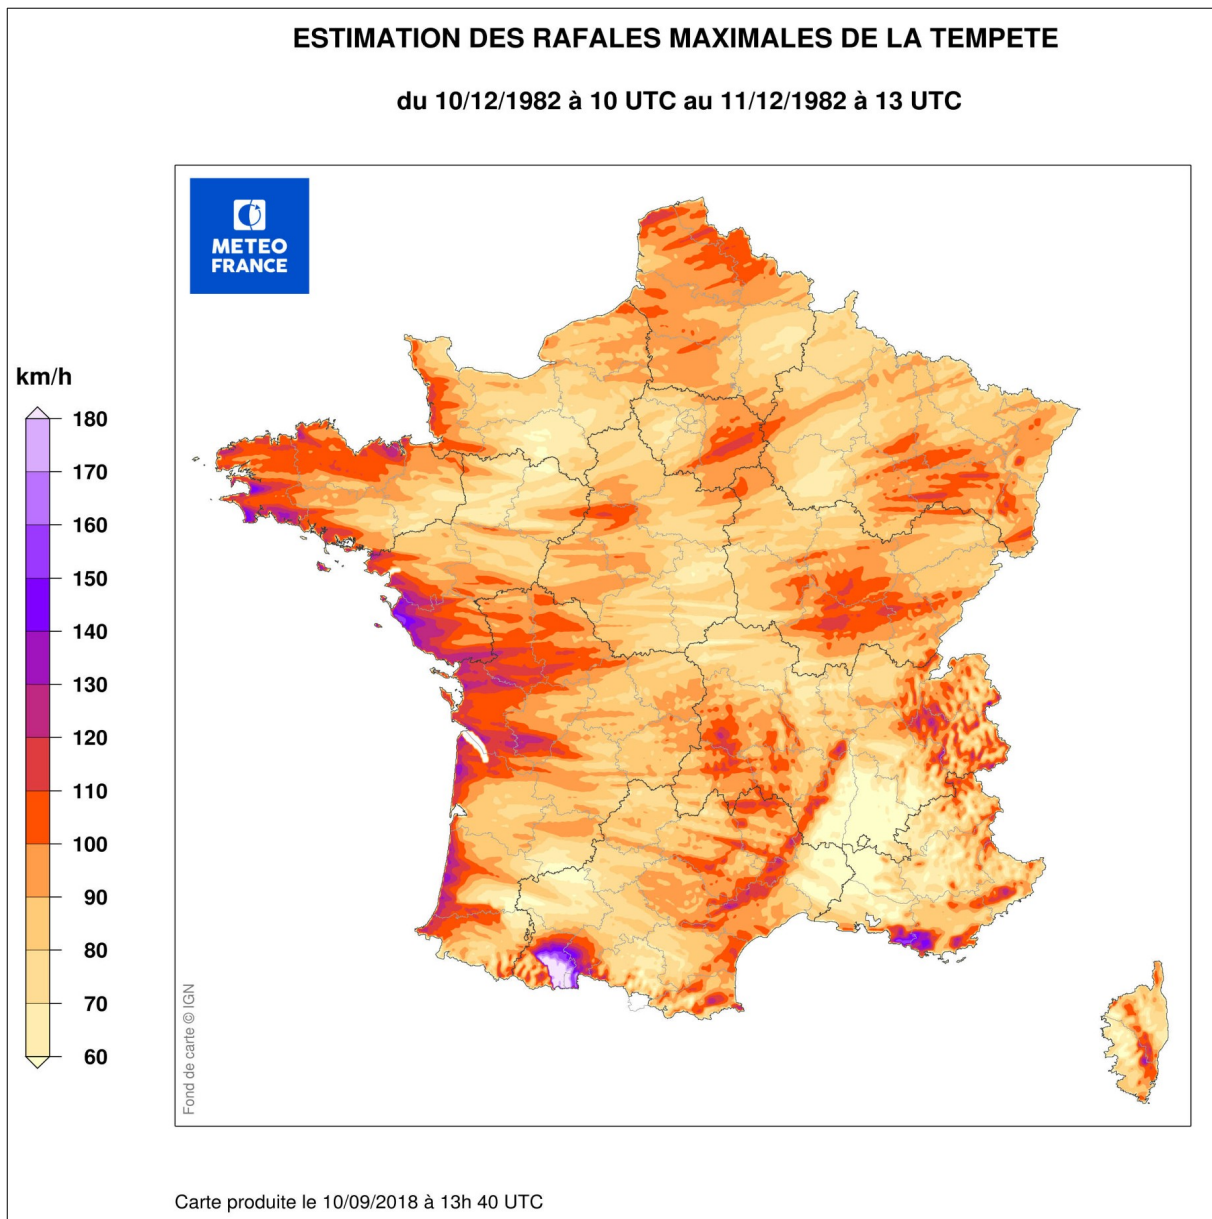 ESTIMATION DES RAFALES MAXIMALES DE LA TEMPETE
du 10/12/1982 à 10 UTC au 11/12/1982 à 13 UTC
METEO
FRANCE
km/h
180
170
160
150
140
130
120
110
100
90
80
70
60
Fond de carte © IGN
Carte produite le 10/09/2018 à 13h 40 UTC